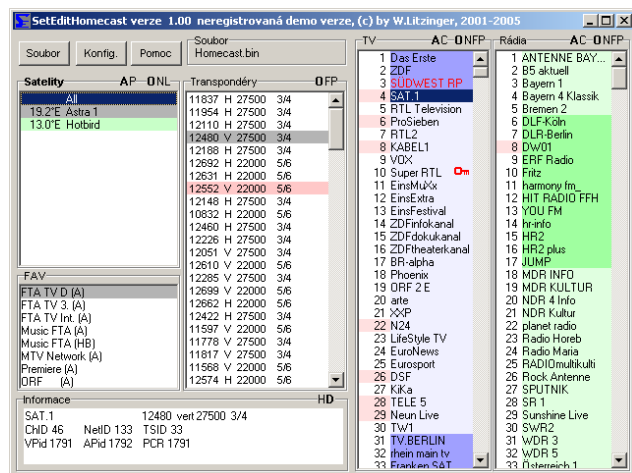 SetEditHomecast verze 1.00 neregistrovaná demo verze, (c) by W.Litzinger, 2001-2005
Soubor
Konfig.
Pomoc
Soubor
Homecast.bin
Satelity AP ONL
All
19.2°E Astra 1
13.0°E Hotbird
FAV
FTA TV D (A)
FTA TV 3. (A)
FTA TV Int. (A)
Music FTA (A)
Music FTA (HB)
MTV Network (A)
Premiere (A)
ORF (A)
Transpondéry OFP
11837 H 27500 3/4
11954 H 27500 3/4
12110 H 27500 3/4
12480 V 27500 3/4
12188 H 27500 3/4
12692 H 22000 5/6
12631 H 22000 5/6
12552 V 22000 5/6
12148 H 27500 3/4
10832 H 22000 5/6
12460 H 27500 3/4
12226 H 27500 3/4
12051 V 27500 3/4
12610 V 22000 5/6
12285 V 27500 3/4
12699 V 22000 5/6
12662 H 22000 5/6
12422 H 27500 3/4
11597 V 22000 5/6
11778 V 27500 3/4
11817 V 27500 3/4
11568 V 22000 5/6
12574 H 22000 5/6
Informace HD
SAT.1 12480 vert 27500 3/4
ChID 46 NetID 133 TSID 33
VPid 1791 APid 1792 PCR 1791
TV AC-ONFP
1 Das Erste
2 ZDF
3 SÜDWEST RP
4 SAT.1
5 RTL Television
6 ProSieben
7 RTL2
8 KABEL1
9 VOX
10 Super RTL
11 EinsMuXx
12 EinsExtra
13 EinsFestival
14 ZDFinfokanal
15 ZDFdokukanal
16 ZDFtheaterkanal
17 BR-alpha
18 Phoenix
19 ORF 2 E
20 arte
21 XXP
22 N24
23 LifeStyle TV
24 EuroNews
25 Eurosport
26 DSF
27 KiKa
28 TELE 5
29 Neun Live
30 TW1
31 TV.BERLIN
32 rhein main tv
33 Franken SAT
Rádia AC-ONFP
1 ANTENNE BAY...
2 B5 aktuell
3 Bayern 1
4 Bayern 4 Klassik
5 Bremen 2
6 DLF-Köln
7 DLR-Berlin
8 DW01
9 ERF Radio
10 Fritz
11 harmony fm_
12 HIT RADIO FFH
13 YOU FM
14 hr-info
15 HR2
16 HR2 plus
17 JUMP
18 MDR INFO
19 MDR KULTUR
20 NDR 4 Info
21 NDR Kultur
22 planet radio
23 Radio Horeb
24 Radio Maria
25 RADIOmultikulti
26 Rock Antenne
27 SPUTNIK
28 SR 1
29 Sunshine Live
30 SWR2
31 WDR 3
32 WDR 5
33 Österreich 1